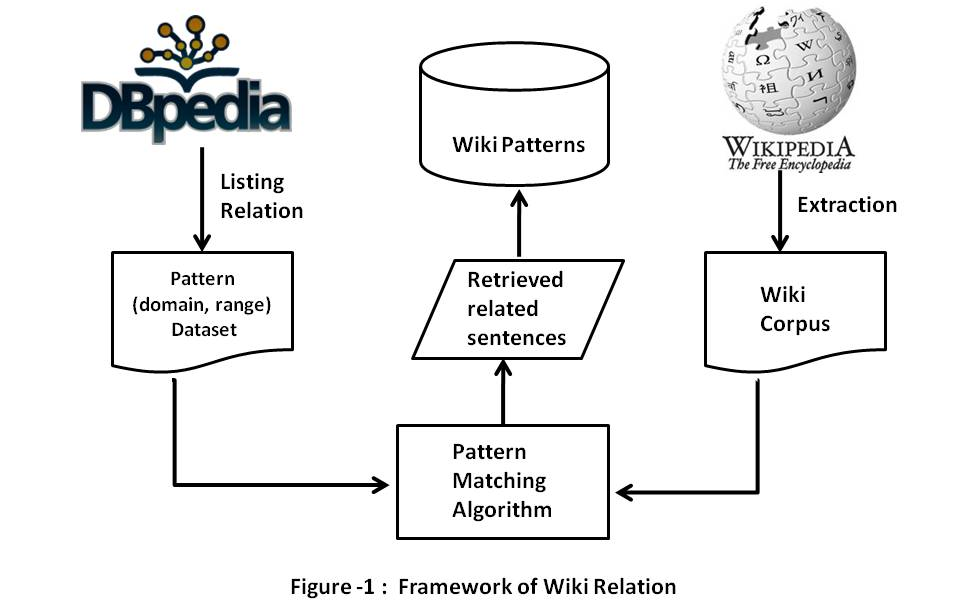 DBpedia
Wiki Patterns
WIKIPEDIA
The Free Encyclopedia
Listing
Relation
Extraction
Pattern
(domain, range)
Dataset
Retrieved
related
sentences
Wiki
Corpus
Pattern
Matching
Algorithm
Figure -1 : Framework of Wiki Relation